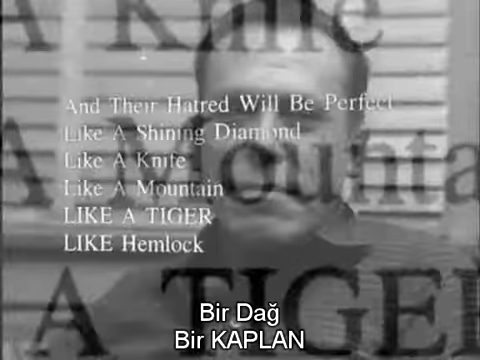 A Knife
And Their Hatred Will Be Perfect
Like A Shining Diamond
Like A Knife
Like A Mountain
LIKE A TIGER
LIKE Hemlock
A Mounta
A TIGER
Bir Dağ
Bir KAPLAN